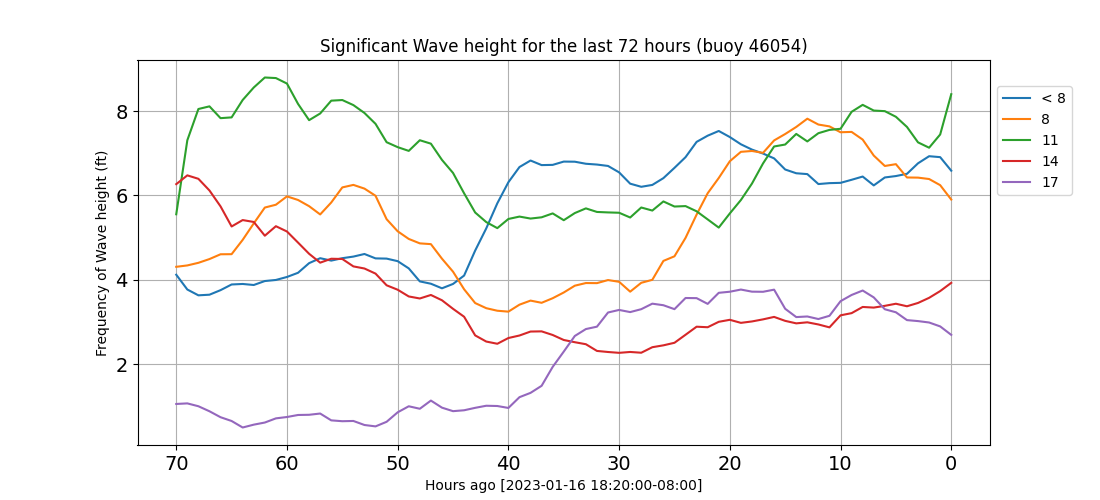 Significant Wave height for the last 72 hours (buoy 46054)
Frequency of Wave height (ft)
8
6
4
2
70 60 50 40 30 20 10 0
Hours ago [2023-01-16 18:20:00-08:00]
< 8
8
11
14
17